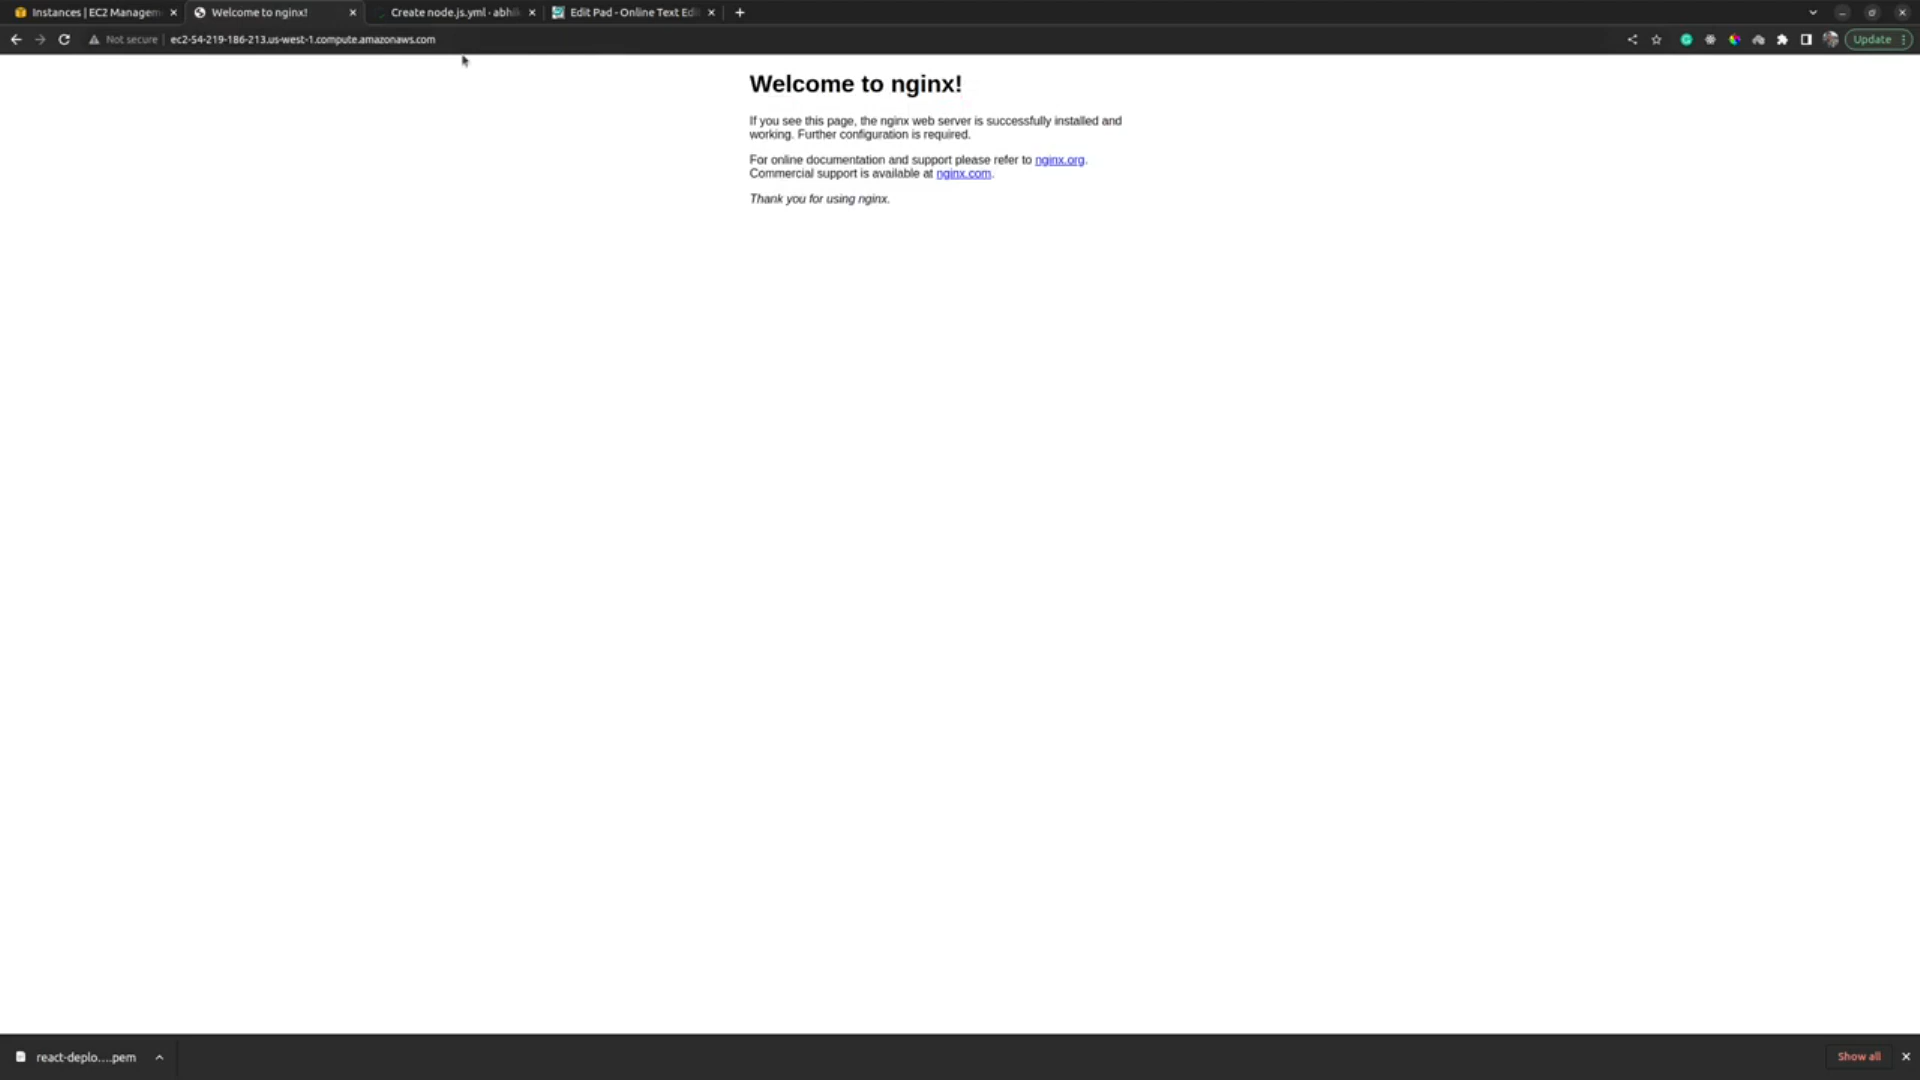 Instances | EC2 Managem
Welcome to nginx!
Create node.js.yml · abhi
Edit Pad - Online Text Edi
Not secure
ec2-54-219-186-213.us-west-1.compute.amazonaws.com
Update
Welcome to nginx!
If you see this page, the nginx web server is successfully installed and
working. Further configuration is required.
For online documentation and support please refer to nginx.org.
Commercial support is available at nginx.com.
Thank you for using nginx.
react-deplo....pem
Show all